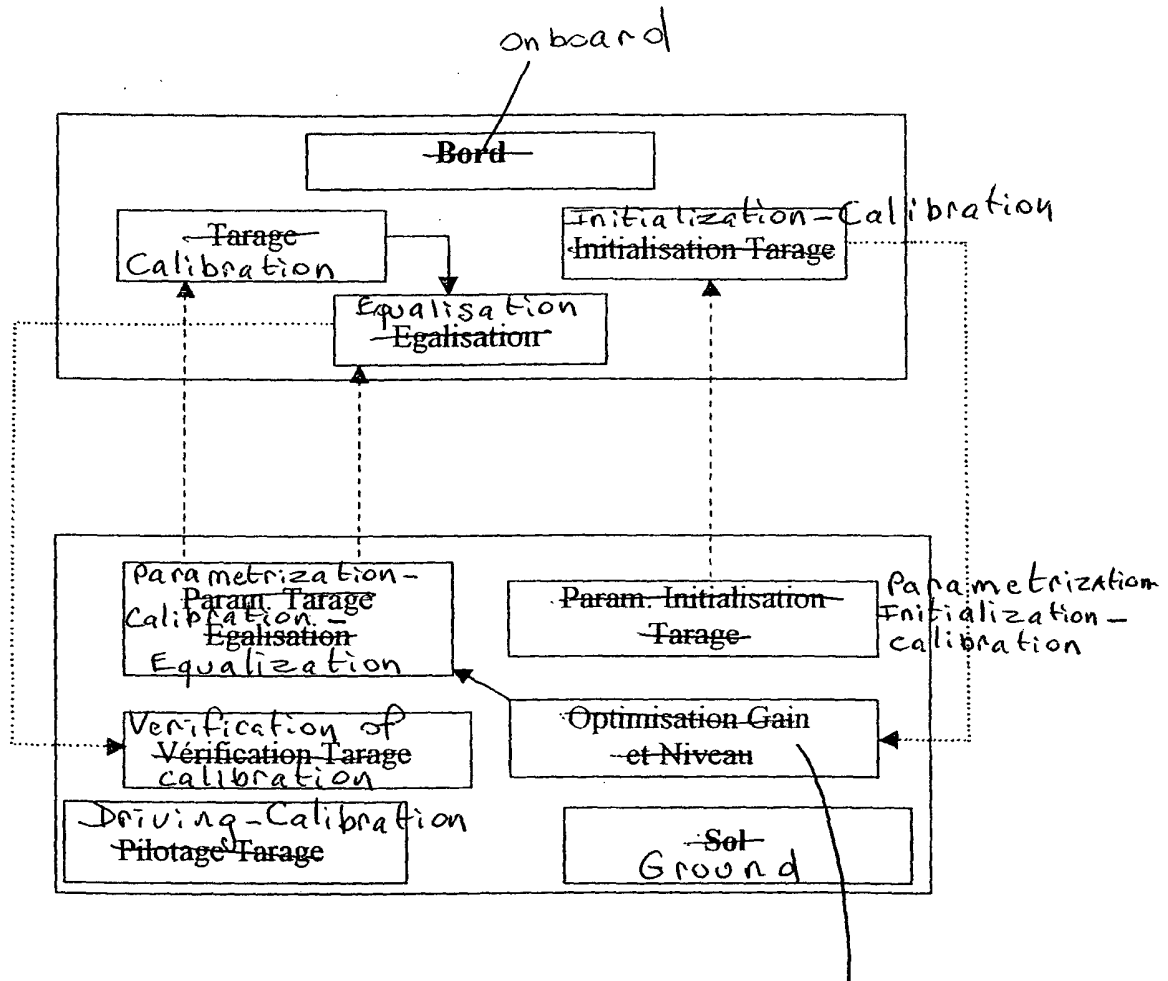 Onboard
Bord
Tarage
Calibration
Initialization-Calibration
Initialisation Tarage
Equalisation
Egalisation
Parametrization-
Param. Tarage
Calibration -
Egalisation
Equalization
Param. Initialisation
Tarage
Parametrization
Initialization-
calibration
Verification of
Vérification Tarage
calibration
Optimisation Gain
et Niveau
Driving-Calibration
Pilotage Tarage
Sol
Ground